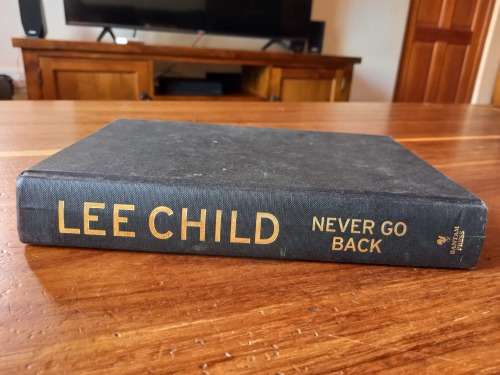 LEE CHILD
NEVER GO
BACK
BANTAM
PRESS